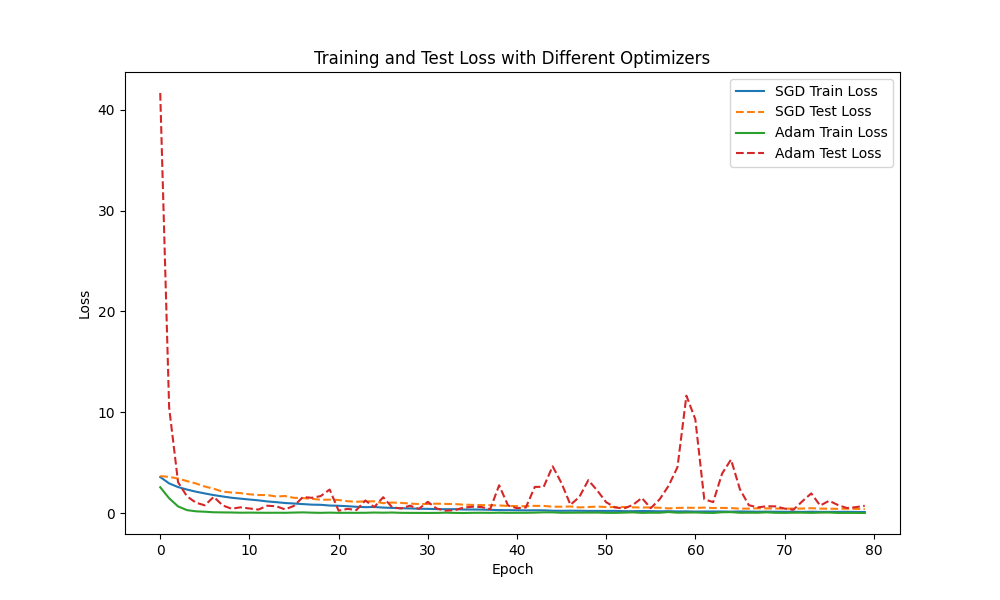 Training and Test Loss with Different Optimizers
SGD Train Loss
SGD Test Loss
Adam Train Loss
Adam Test Loss
40
30
20
10
0
Loss
0 10 20 30 40 50 60 70 80
Epoch